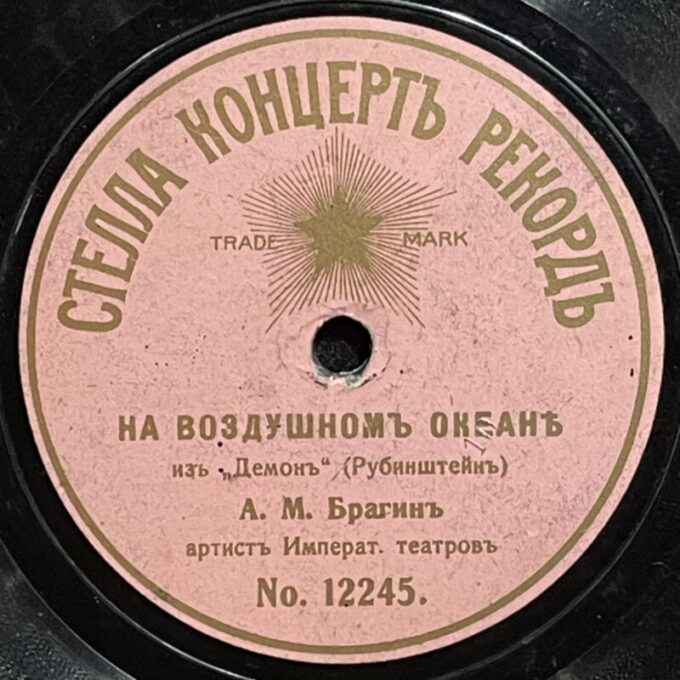 СТЕЛЛА КОНЦЕРТЪ РЕКОРДЪ
TRADE MARK
НА ВОЗДУШНОМЪ ОКЕАНѢ
изъ „Демонъ“ (Рубинштейнъ)
А. М. Брагинъ
артистъ Императ. театровъ
No. 12245.